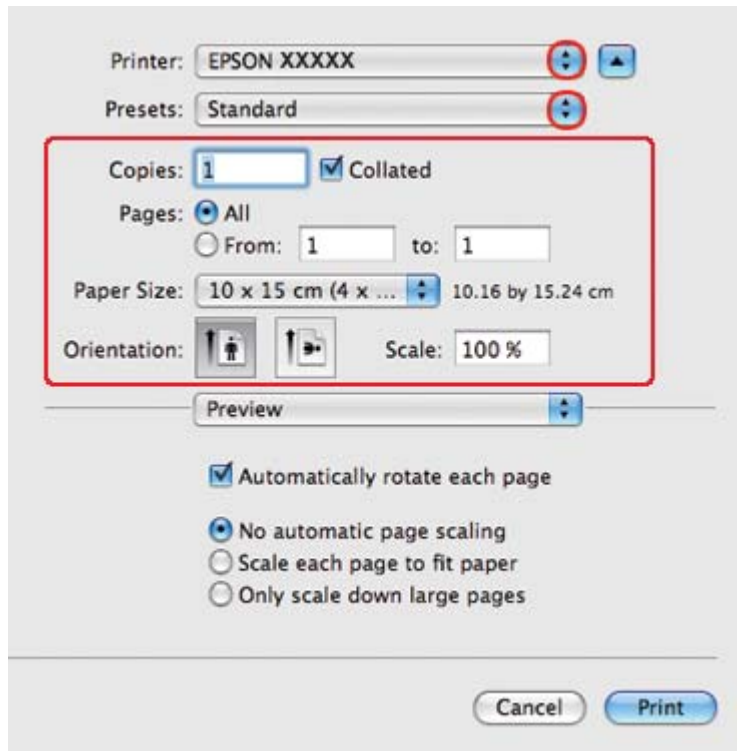 Printer: EPSON XXXXX
Presets: Standard
Copies: 1 Collated
Pages: All
From: 1 to: 1
Paper Size: 10 x 15 cm (4 x ... 10.16 by 15.24 cm
Orientation: Scale: 100 %
Preview
Automatically rotate each page
No automatic page scaling
Scale each page to fit paper
Only scale down large pages
Cancel Print